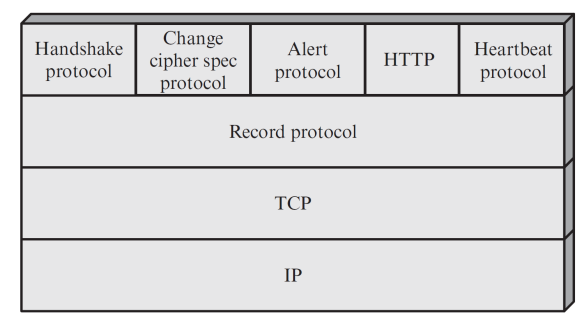 Handshake
protocol
Change
cipher spec
protocol
Alert
protocol
HTTP
Heartbeat
protocol
Record protocol
TCP
IP